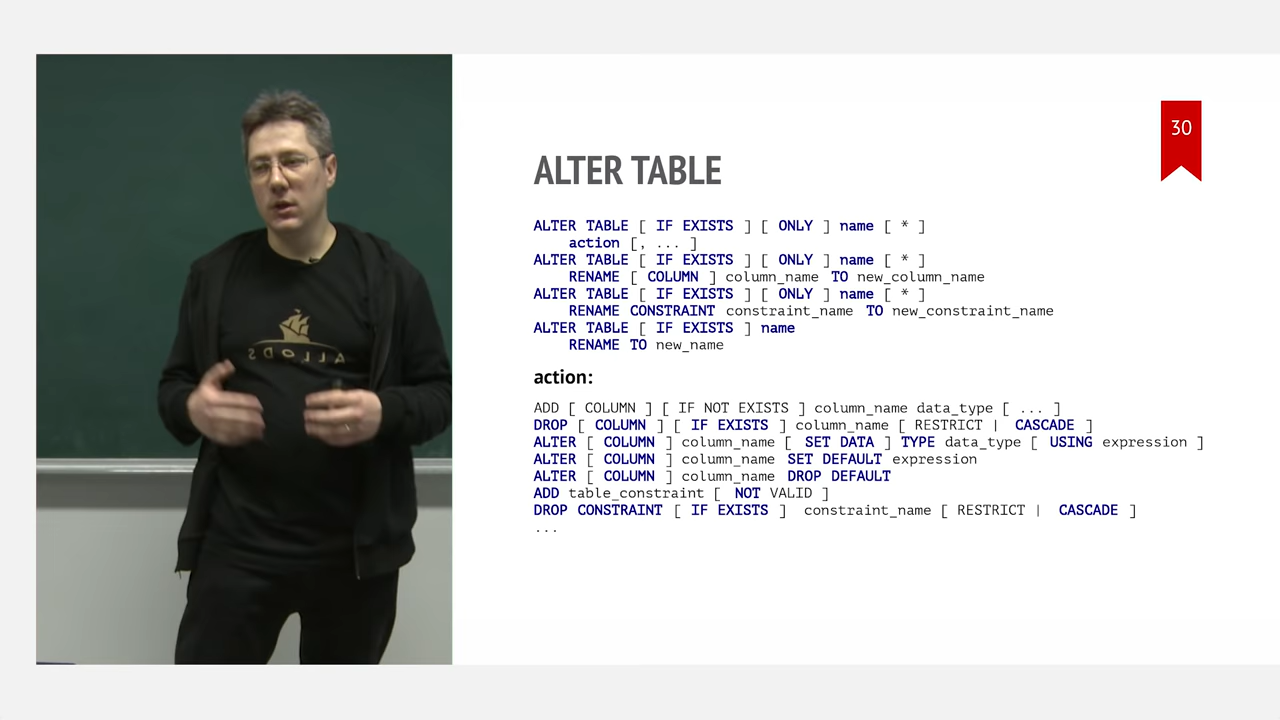 ALLODS
30
ALTER TABLE
ALTER TABLE [ IF EXISTS ] [ ONLY ] name [ * ]
action [, ... ]
ALTER TABLE [ IF EXISTS ] [ ONLY ] name [ * ]
RENAME [ COLUMN ] column_name TO new_column_name
ALTER TABLE [ IF EXISTS ] [ ONLY ] name [ * ]
RENAME CONSTRAINT constraint_name TO new_constraint_name
ALTER TABLE [ IF EXISTS ] name
RENAME TO new_name
action:
ADD [ COLUMN ] [ IF NOT EXISTS ] column_name data_type [ ... ]
DROP [ COLUMN ] [ IF EXISTS ] column_name [ RESTRICT | CASCADE ]
ALTER [ COLUMN ] column_name [ SET DATA ] TYPE data_type [ USING expression ]
ALTER [ COLUMN ] column_name SET DEFAULT expression
ALTER [ COLUMN ] column_name DROP DEFAULT
ADD table_constraint [ NOT VALID ]
DROP CONSTRAINT [ IF EXISTS ] constraint_name [ RESTRICT | CASCADE ]
...